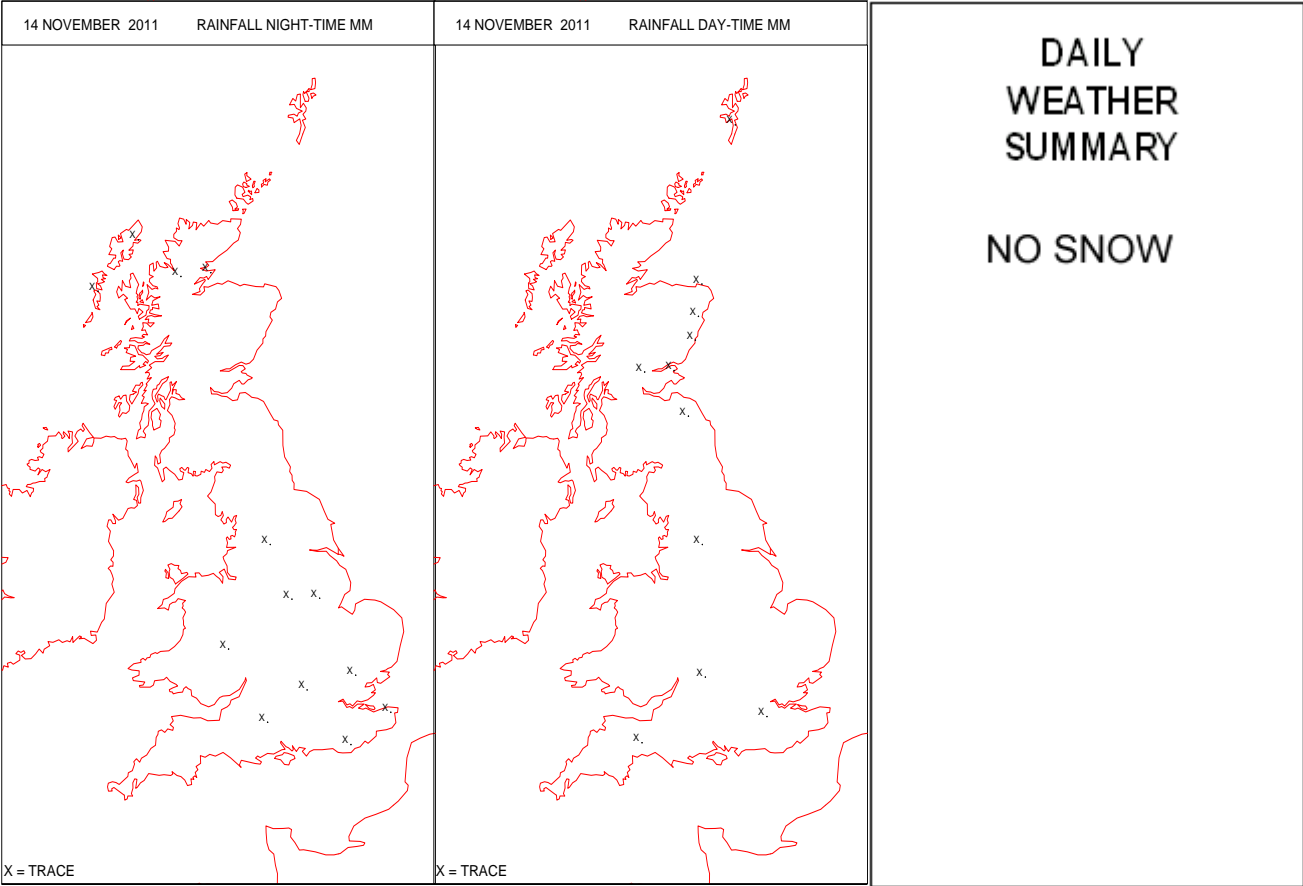 14 NOVEMBER 2011 RAINFALL NIGHT-TIME MM
X
X. X
X
X.
X. X.
X.
X.
X.
X.
X.
X.
X = TRACE
14 NOVEMBER 2011 RAINFALL DAY-TIME MM
X
X.
X.
X.
X. X
X.
X.
X.
X.
X.
X = TRACE
DAILY
WEATHER
SUMMARY
NO SNOW